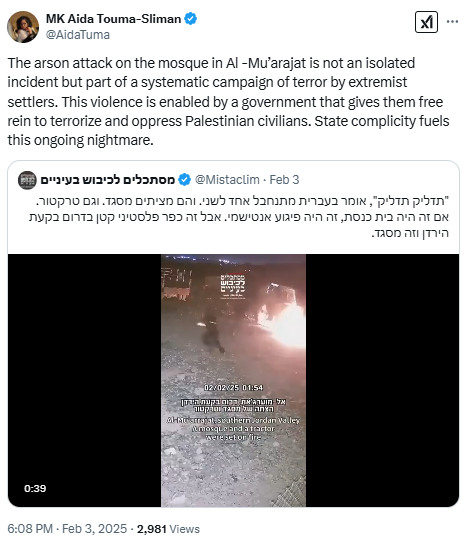 MK Aida Touma-Sliman
@AidaTuma
The arson attack on the mosque in Al -Mu'arajat is not an isolated
incident but part of a systematic campaign of terror by extremist
settlers. This violence is enabled by a government that gives them free
rein to terrorize and oppress Palestinian civilians. State complicity fuels
this ongoing nightmare.
מסתכלים לכיבוש בעיניים @Mistaclim · Feb 3
"תדליק תדליק", אומר בעברית מתנחבל אחד לשני. והם מציתים מסגד. וגם טרקטור.
אם זה היה בית כנסת, זה היה פיגוע אנטישמי. אבל זה כפר פלסטיני קטן בדרום בקעת
הירדן וזה מסגד.
מסתכלים
לכיבוש
בעיניים
02/02/25 01:54
אל-מוערג'את, דרום בקעת הירדן
הצתה של מסגד וטרקטור
Al-Mu'arrajat, Southern Jordan Valley
A mosque and a tractor
were set on fire
0:39
6:08 PM · Feb 3, 2025 · 2,981 Views